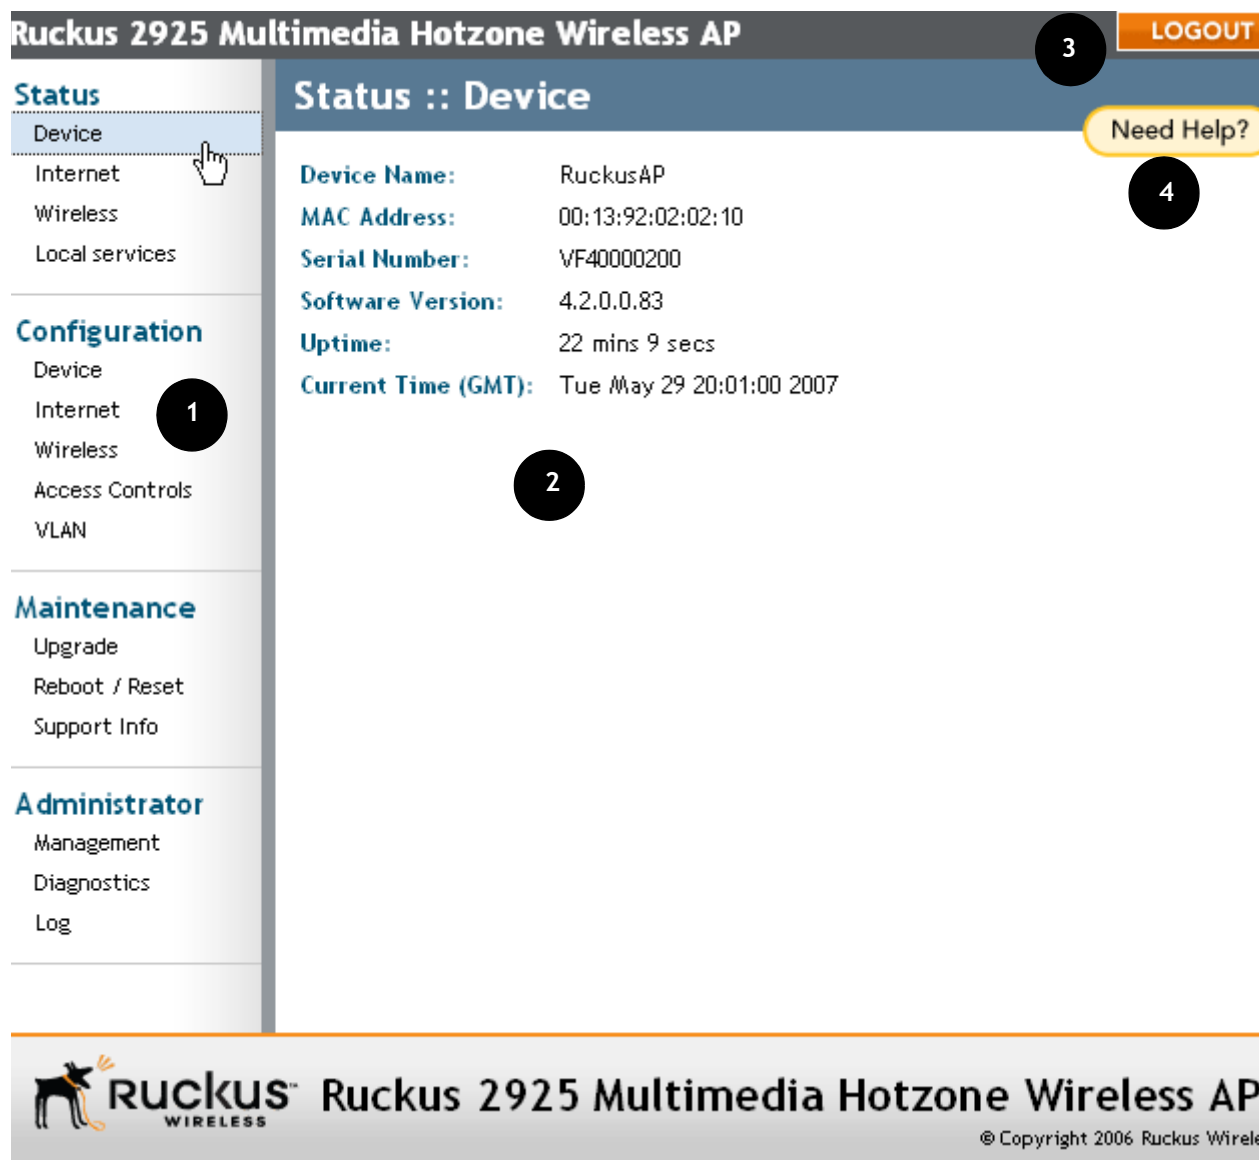 Ruckus 2925 Multimedia Hotzone Wireless AP
3
LOGOUT
Status
Device
Internet
Wireless
Local services
Configuration
Device
Internet
1
Wireless
Access Controls
VLAN
Maintenance
Upgrade
Reboot / Reset
Support Info
Administrator
Management
Diagnostics
Log
Status :: Device
Need Help?
4
Device Name: RuckusAP
MAC Address: 00:13:92:02:02:10
Serial Number: VF40000200
Software Version: 4.2.0.0.83
Uptime: 22 mins 9 secs
Current Time (GMT): Tue May 29 20:01:00 2007
2
Ruckus™
WIRELESS
Ruckus 2925 Multimedia Hotzone Wireless AP
© Copyright 2006 Ruckus